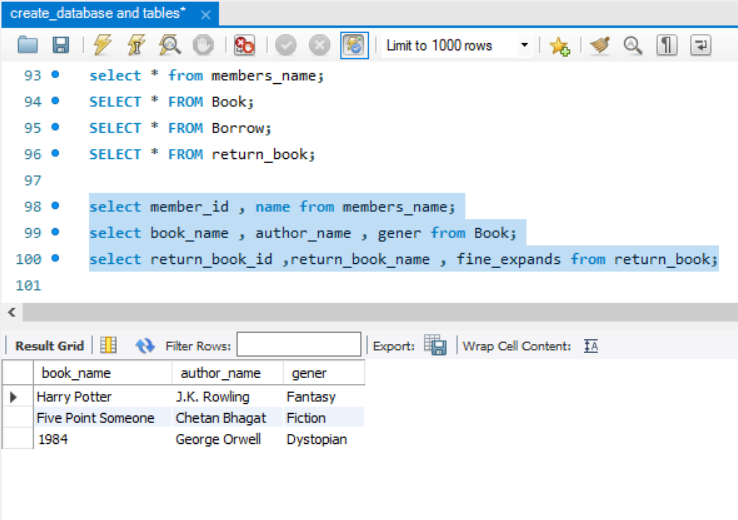 create_database and tables*
Limit to 1000 rows
93 select * from members_name;
94 SELECT * FROM Book;
95 SELECT * FROM Borrow;
96 SELECT * FROM return_book;
97
98 select member_id , name from members_name;
99 select book_name , author_name , gener from Book;
100 select return_book_id ,return_book_name , fine_expands from return_book;
101
Result Grid Filter Rows: Export: Wrap Cell Content:
book_name author_name gener
Harry Potter J.K. Rowling Fantasy
Five Point Someone Chetan Bhagat Fiction
1984 George Orwell Dystopian